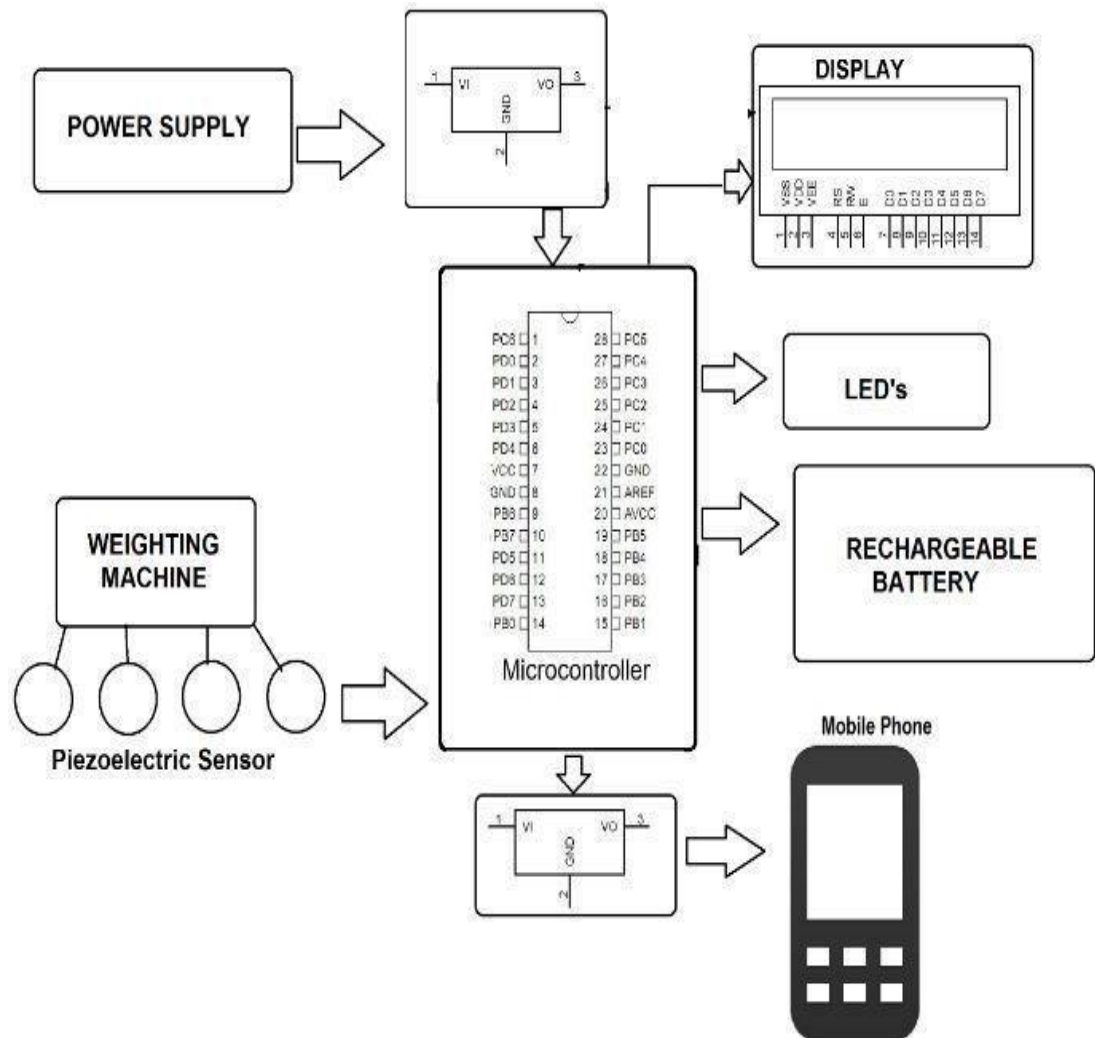 POWER SUPPLY
1 VI VO 3
GND
2
DISPLAY
VSS
VDD
VEE
RS
RW
E
D0
D1
D2
D3
D4
D5
D6
D7
1
2
3
4
5
6
7
8
9
10
11
12
13
14
PC6 1 28 PC5
PD0 2 27 PC4
PD1 3 26 PC3
PD2 4 25 PC2
PD3 5 24 PC1
PD4 6 23 PC0
VCC 7 22 GND
GND 8 21 AREF
PB6 9 20 AVCC
PB7 10 19 PB5
PD5 11 18 PB4
PD6 12 17 PB3
PD7 13 16 PB2
PB0 14 15 PB1
Microcontroller
LED's
RECHARGEABLE
BATTERY
WEIGHTING
MACHINE
Piezoelectric Sensor
1 VI VO 3
GND
2
Mobile Phone